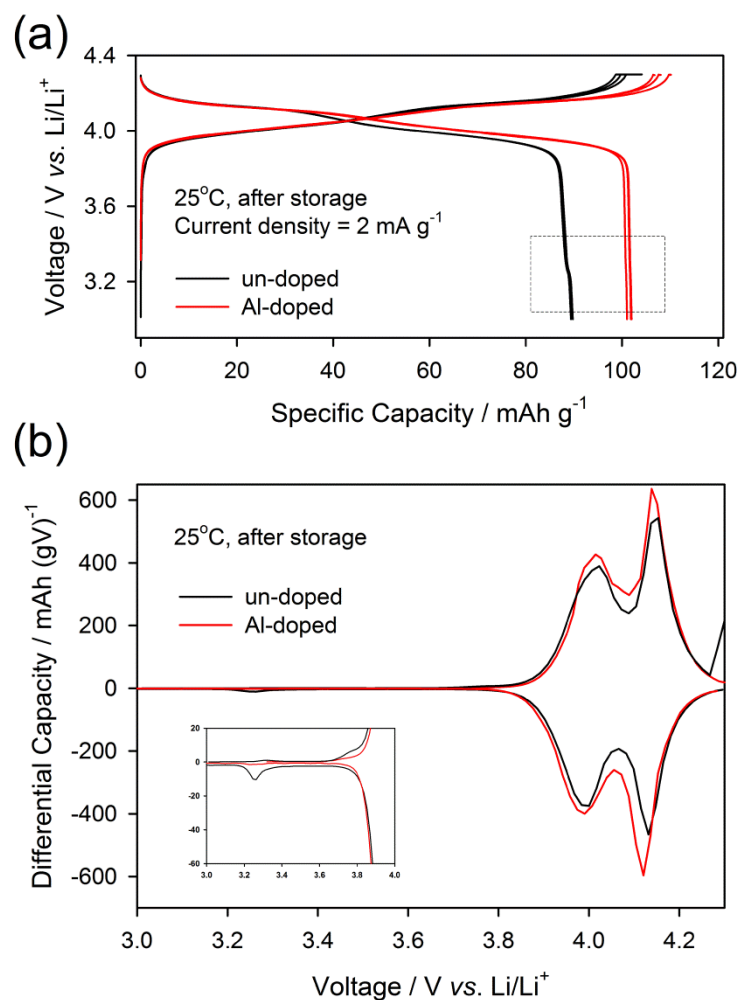 (a)
4.4
4.0
3.6
3.2
Voltage / V vs. Li/Li⁺
25°C, after storage
Current density = 2 mA g⁻¹
un-doped
Al-doped
0 20 40 60 80 100 120
Specific Capacity / mAh g⁻¹
(b)
600
400
200
0
-200
-400
-600
Differential Capacity / mAh (gV)⁻¹
25°C, after storage
un-doped
Al-doped
20
0
-20
-40
-60
3.0 3.2 3.4 3.6 3.8 4.0
3.0 3.2 3.4 3.6 3.8 4.0 4.2
Voltage / V vs. Li/Li⁺